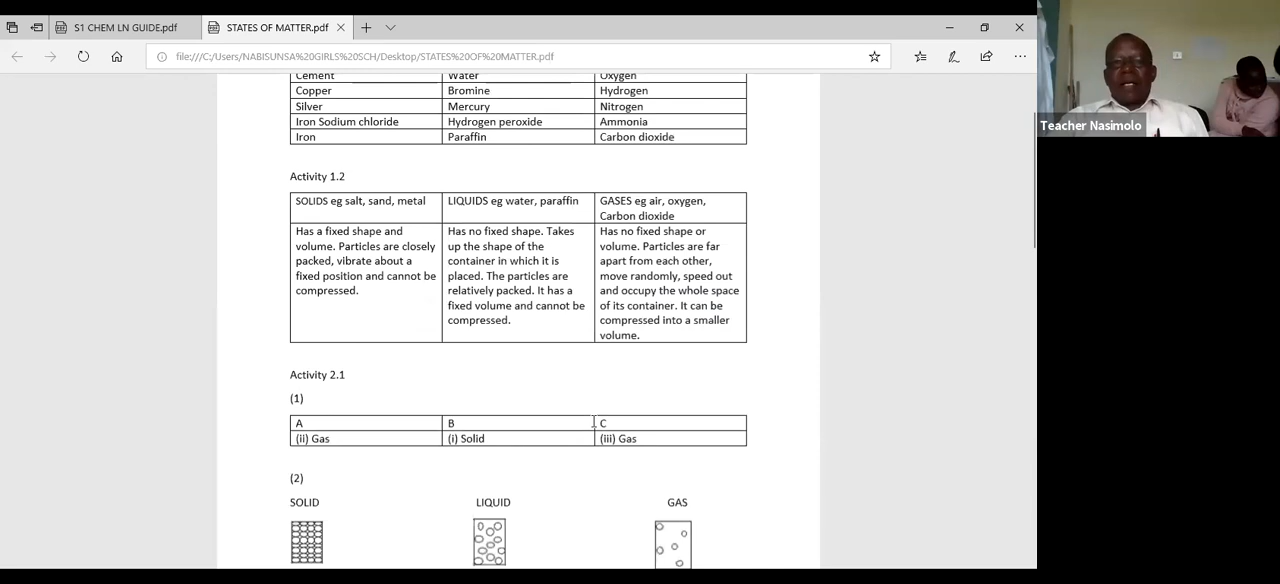 S1 CHEM LN GUIDE.pdf
STATES OF MATTER.pdf
file:///C:/Users/NABISUNSA%20GIRLS%20SCH/Desktop/STATES%20OF%20MATTER.pdf
Teacher Nasimolo
Cement Water Oxygen
Copper Bromine Hydrogen
Silver Mercury Nitrogen
Iron Sodium chloride Hydrogen peroxide Ammonia
Iron Paraffin Carbon dioxide
Activity 1.2
SOLIDS eg salt, sand, metal
LIQUIDS eg water, paraffin
GASES eg air, oxygen,
Carbon dioxide
Has a fixed shape and
volume. Particles are closely
packed, vibrate about a
fixed position and cannot be
compressed.
Has no fixed shape. Takes
up the shape of the
container in which it is
placed. The particles are
relatively packed. It has a
fixed volume and cannot be
compressed.
Has no fixed shape or
volume. Particles are far
apart from each other,
move randomly, speed out
and occupy the whole space
of its container. It can be
compressed into a smaller
volume.
Activity 2.1
(1)
A B C
(ii) Gas (i) Solid (iii) Gas
(2)
SOLID LIQUID GAS